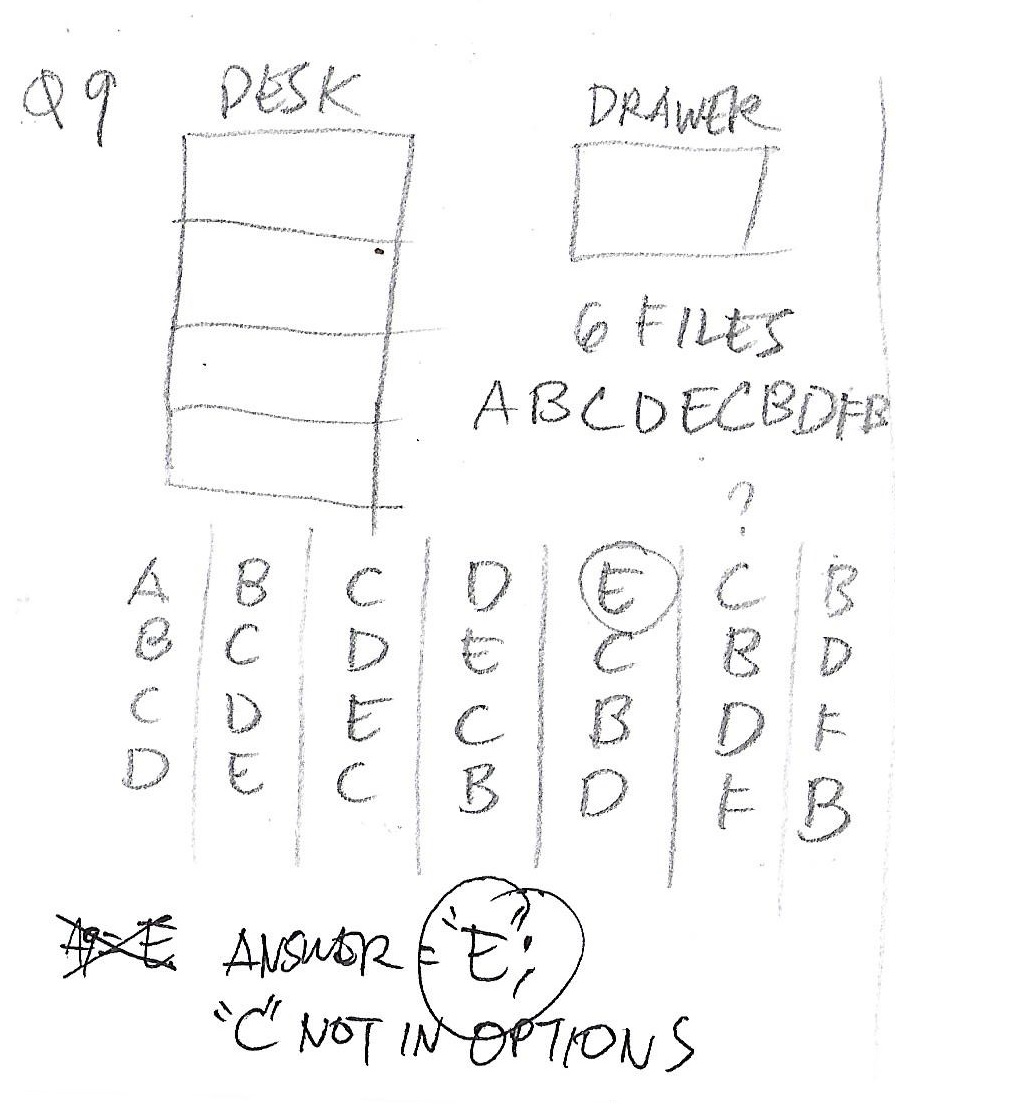 Q9 DESK DRAWER
6 FILES
ABCDECBDFB
?
A B C D E C B
B C D E C B D
C D E C B D F
D E C B D F B
A9=E ANSWER = "E";
"C" NOT IN OPTIONS